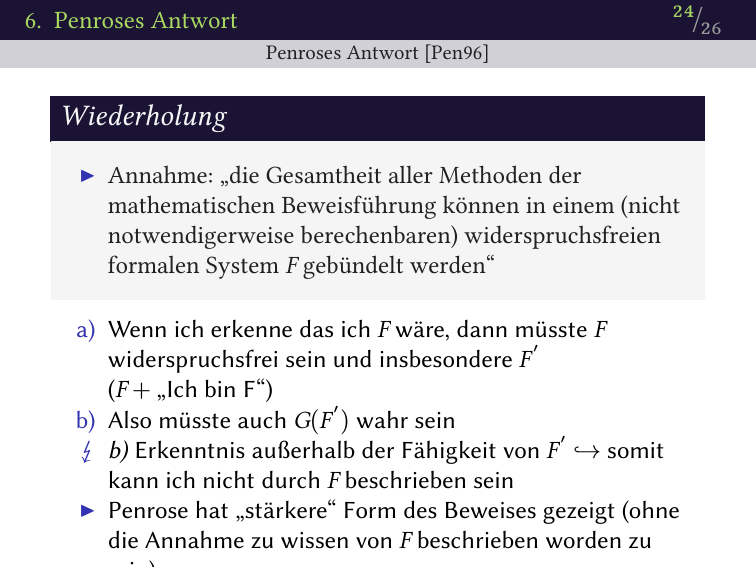 6. Penroses Antwort
24/26
Penroses Antwort [Pen96]
Wiederholung
▶ Annahme: „die Gesamtheit aller Methoden der
mathematischen Beweisführung können in einem (nicht
notwendigerweise berechenbaren) widerspruchsfreien
formalen System F gebündelt werden“
a) Wenn ich erkenne das ich F wäre, dann müsste F
widerspruchsfrei sein und insbesondere F′
(F + „Ich bin F“)
b) Also müsste auch G(F′) wahr sein
↯ b) Erkenntnis außerhalb der Fähigkeit von F′ ↪ somit
kann ich nicht durch F beschrieben sein
▶ Penrose hat „stärkere“ Form des Beweises gezeigt (ohne
die Annahme zu wissen von F beschrieben worden zu